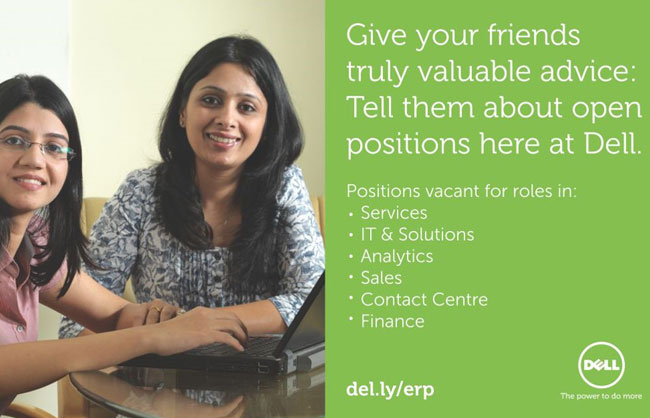 Give your friends
truly valuable advice:
Tell them about open
positions here at Dell.
Positions vacant for roles in:
• Services
• IT & Solutions
• Analytics
• Sales
• Contact Centre
• Finance
del.ly/erp
DELL
The power to do more